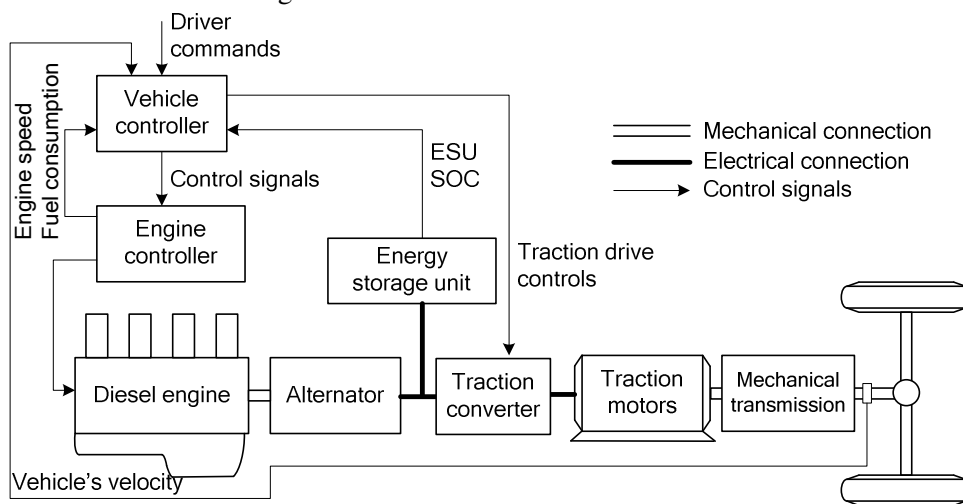 Driver
commands
Vehicle
controller
Engine speed
Fuel consumption
Control signals
Engine
controller
ESU
SOC
Energy
storage unit
Traction drive
controls
Mechanical connection
Electrical connection
Control signals
Diesel engine
Alternator
Traction
converter
Traction
motors
Mechanical
transmission
Vehicle's velocity